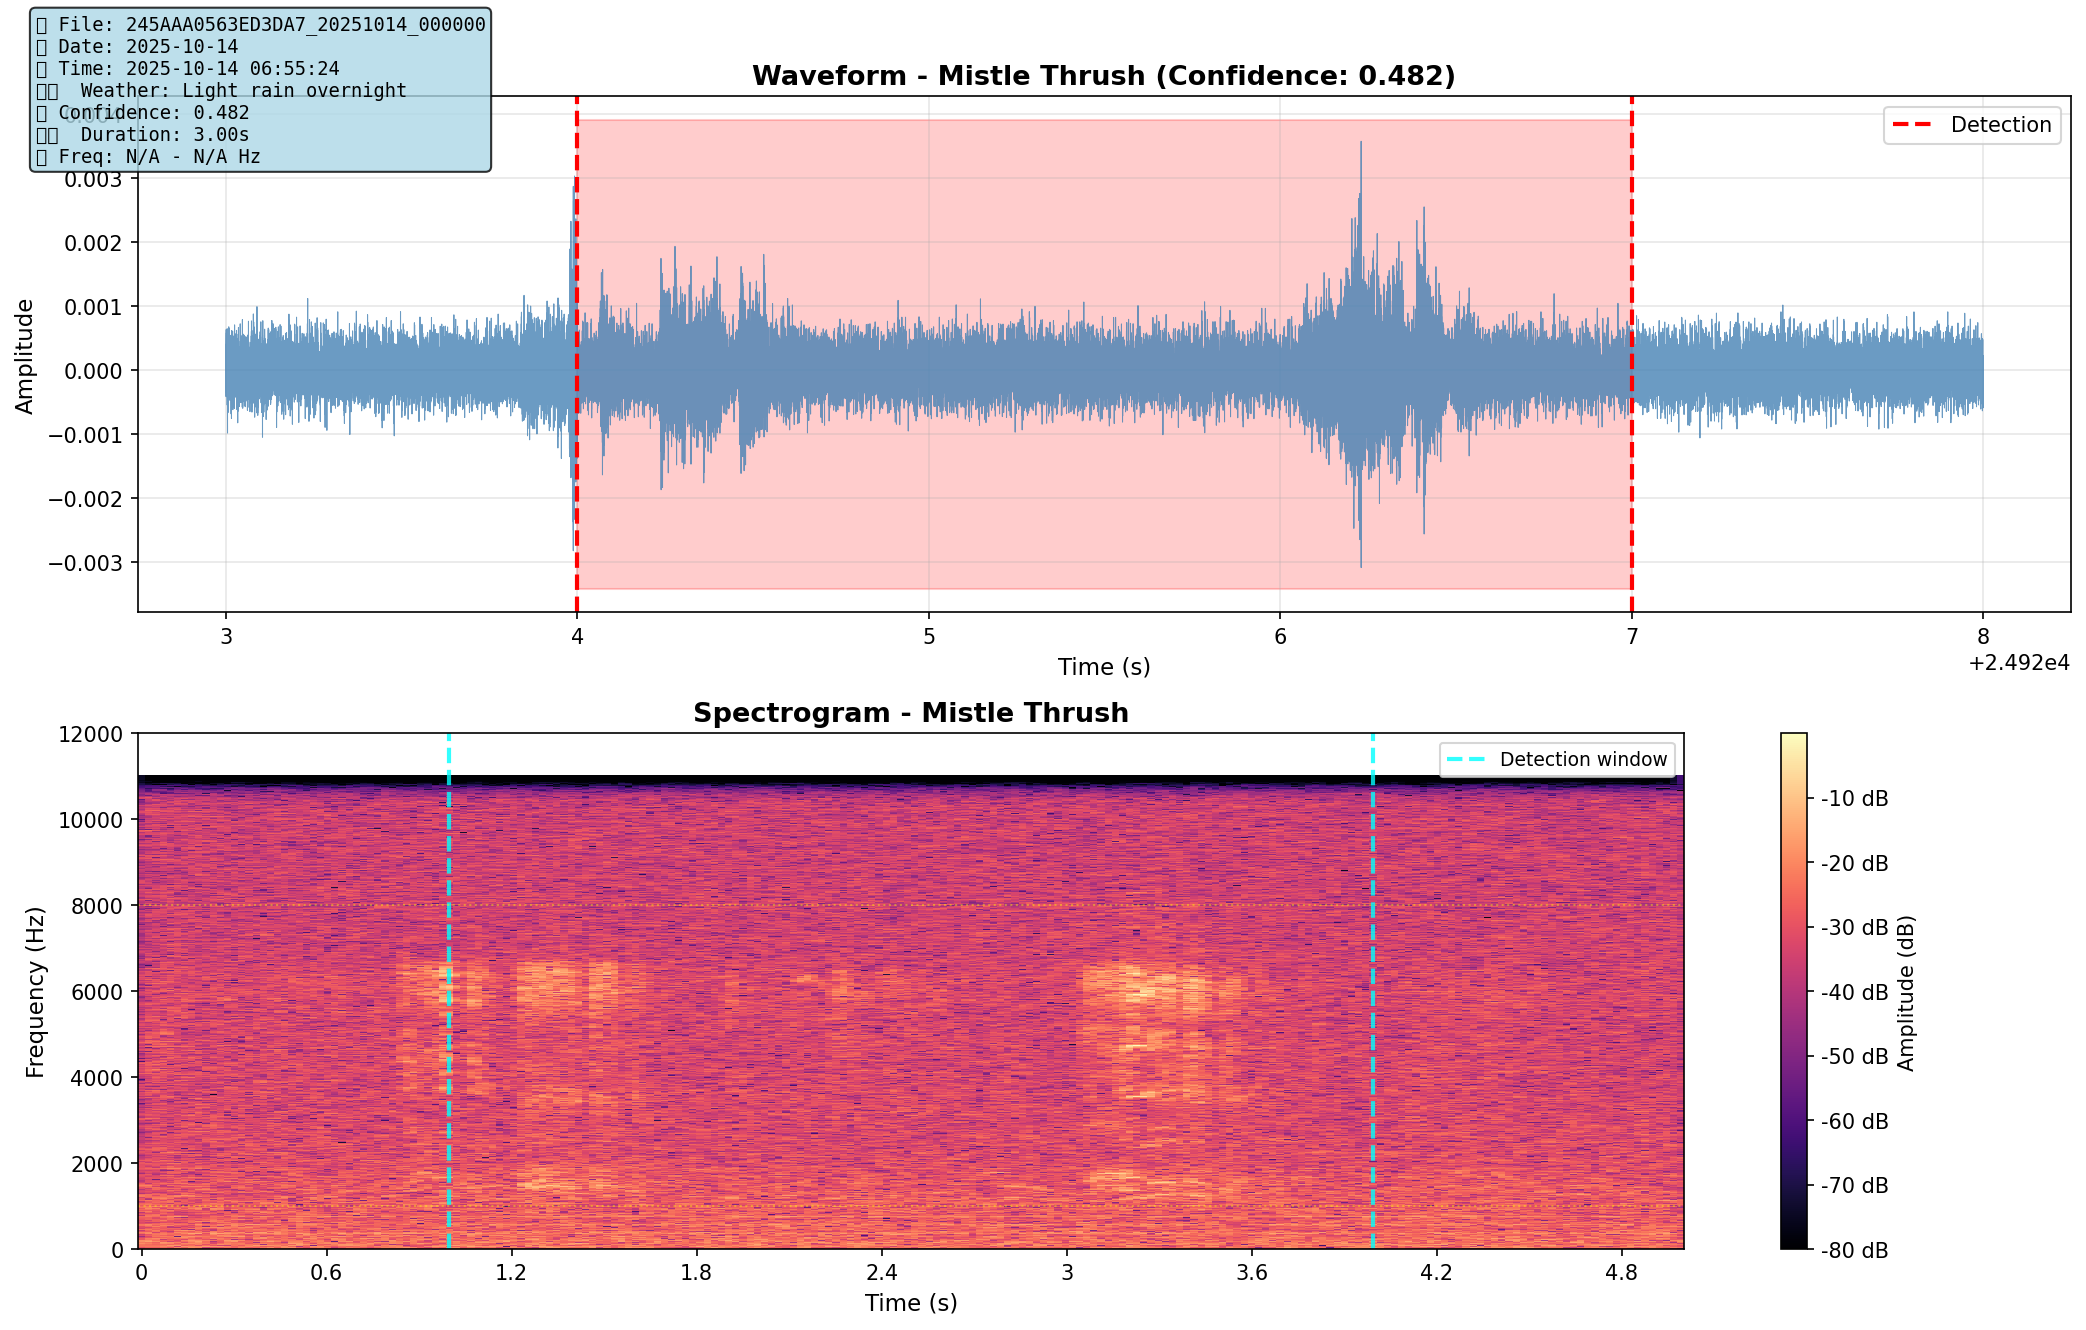 File: 245AAA0563ED3DA7_20251014_000000
Date: 2025-10-14
Time: 2025-10-14 06:55:24
Weather: Light rain overnight
Confidence: 0.482
Duration: 3.00s
Freq: N/A - N/A Hz
Waveform - Mistle Thrush (Confidence: 0.482)
Detection
0.004
0.003
0.002
0.001
0.000
−0.001
−0.002
−0.003
Amplitude
3 4 5 6 7 8
Time (s)
+2.492e4
Spectrogram - Mistle Thrush
Detection window
12000
10000
8000
6000
4000
2000
0
Frequency (Hz)
0 0.6 1.2 1.8 2.4 3 3.6 4.2 4.8
Time (s)
-10 dB
-20 dB
-30 dB
-40 dB
-50 dB
-60 dB
-70 dB
-80 dB
Amplitude (dB)